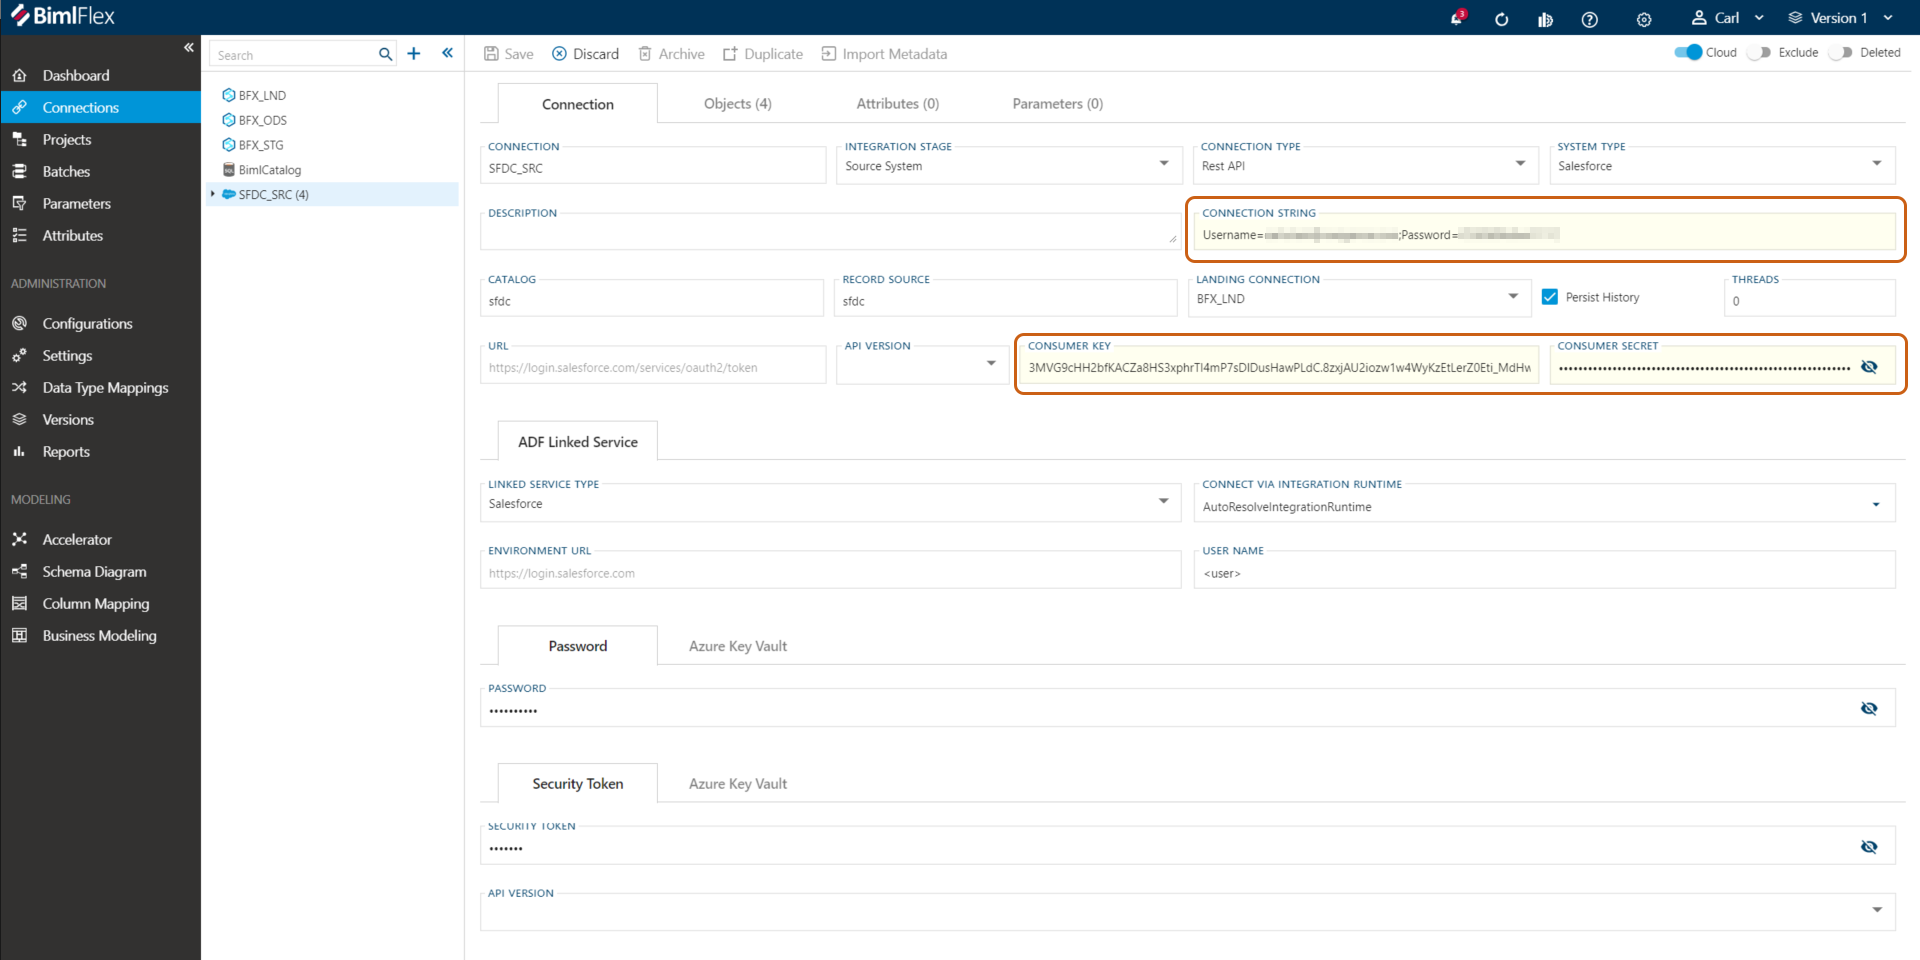 BimlFlex
3
Carl
Version 1
Search
Save
Discard
Archive
Duplicate
Import Metadata
Cloud
Exclude
Deleted
Dashboard
Connections
Projects
Batches
Parameters
Attributes
ADMINISTRATION
Configurations
Settings
Data Type Mappings
Versions
Reports
MODELING
Accelerator
Schema Diagram
Column Mapping
Business Modeling
BFX_LND
BFX_ODS
BFX_STG
BimlCatalog
SFDC_SRC (4)
Connection
Objects (4)
Attributes (0)
Parameters (0)
CONNECTION
SFDC_SRC
INTEGRATION STAGE
Source System
CONNECTION TYPE
Rest API
SYSTEM TYPE
Salesforce
DESCRIPTION
CONNECTION STRING
Username= ;Password=
CATALOG
sfdc
RECORD SOURCE
sfdc
LANDING CONNECTION
BFX_LND
Persist History
THREADS
0
URL
https://login.salesforce.com/services/oauth2/token
API VERSION
CONSUMER KEY
3MVG9cHH2bfKACZa8HS3xphrTI4mP7sDIDusHawPLdC.8zxjAU2iozw1w4WyKzEtLerZ0Eti_MdHw
CONSUMER SECRET
ADF Linked Service
LINKED SERVICE TYPE
Salesforce
CONNECT VIA INTEGRATION RUNTIME
AutoResolveIntegrationRuntime
ENVIRONMENT URL
https://login.salesforce.com
USER NAME
<user>
Password
Azure Key Vault
PASSWORD
Security Token
Azure Key Vault
SECURITY TOKEN
API VERSION